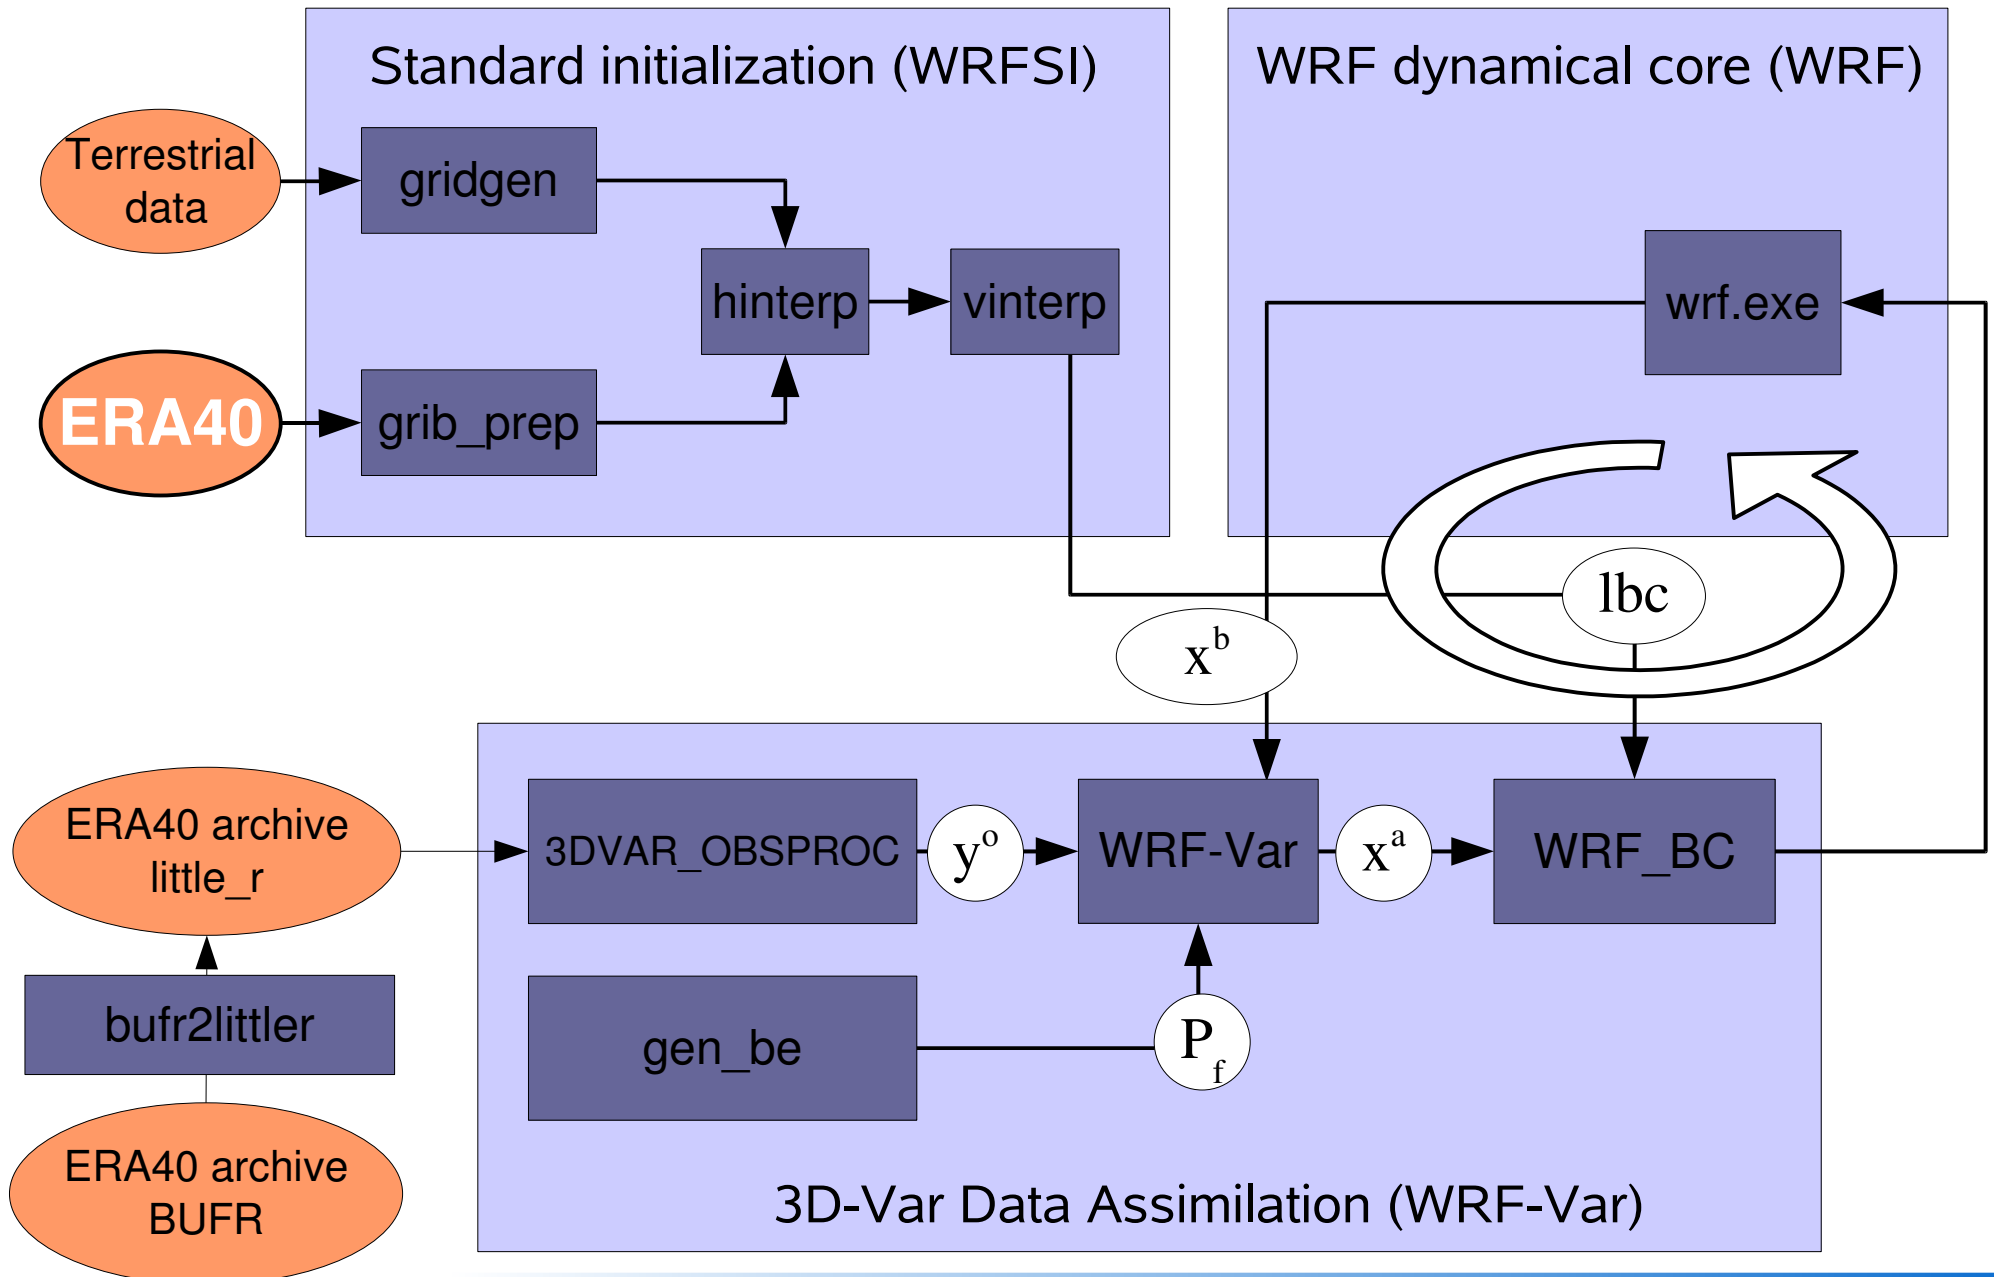 Standard initialization (WRFSI)
WRF dynamical core (WRF)
Terrestrial
data
gridgen
hinterp
vinterp
wrf.exe
ERA40
grib_prep
lbc
x^b
ERA40 archive
little_r
3DVAR_OBSPROC
y^o
WRF-Var
x^a
WRF_BC
bufr2littler
gen_be
P_f
ERA40 archive
BUFR
3D-Var Data Assimilation (WRF-Var)